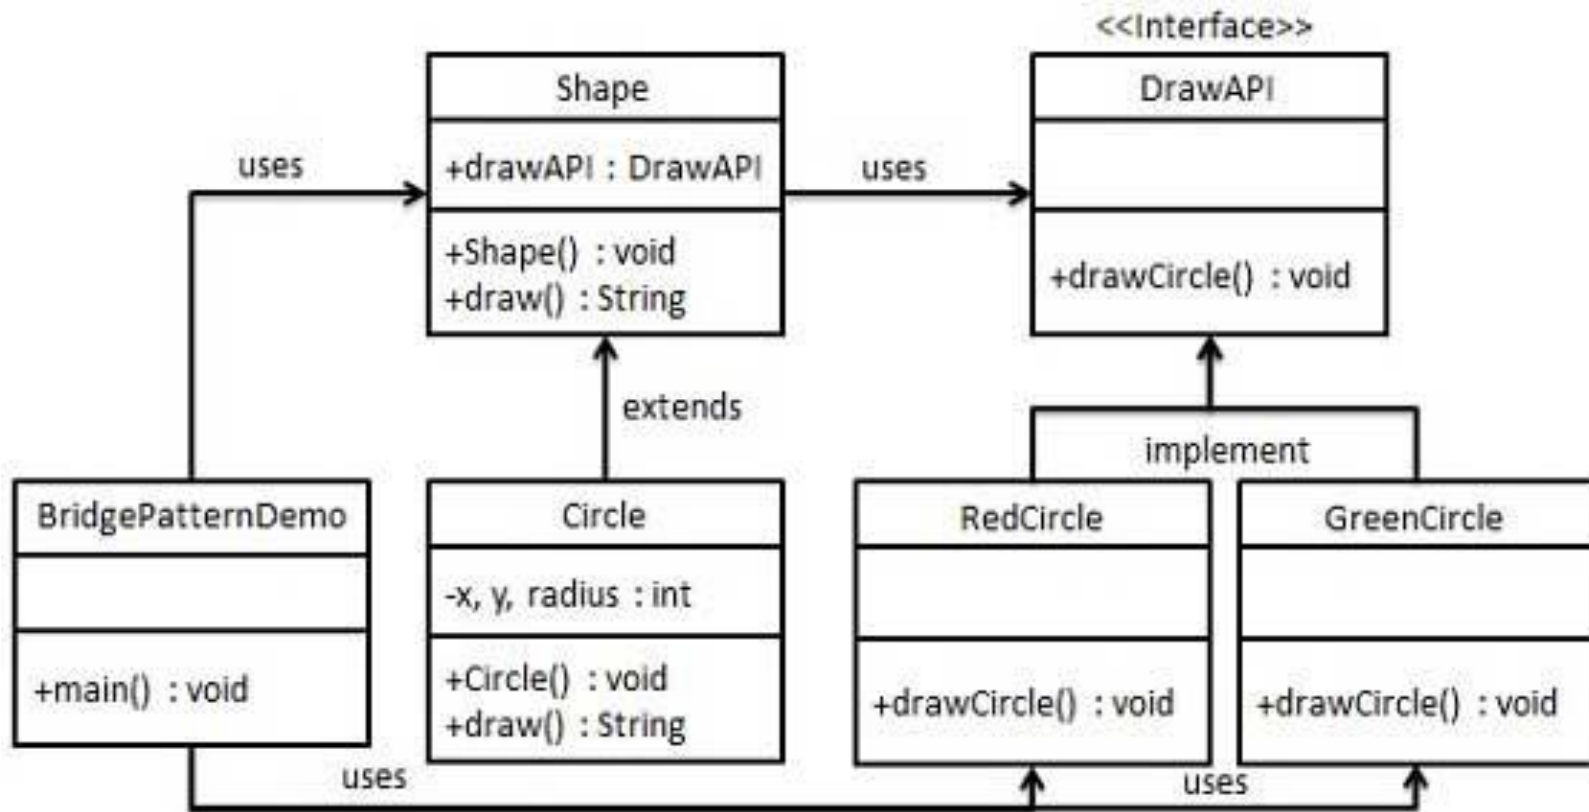 <<Interface>>
Shape
+drawAPI : DrawAPI
+Shape() : void
+draw() : String
uses
uses
DrawAPI
+drawCircle() : void
extends
implement
BridgePatternDemo
+main() : void
Circle
-x, y, radius : int
+Circle() : void
+draw() : String
RedCircle
+drawCircle() : void
GreenCircle
+drawCircle() : void
uses
uses